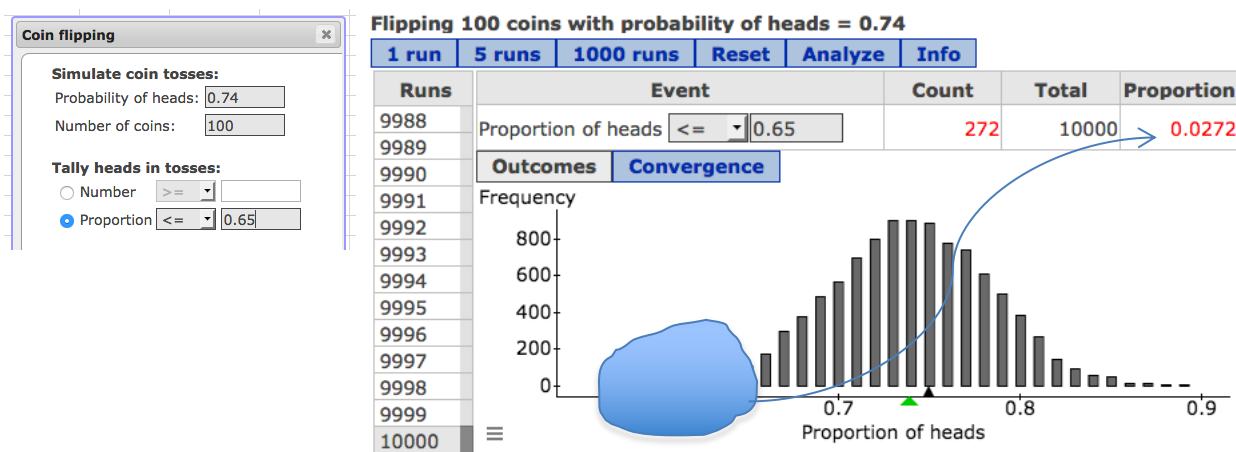 Coin flipping
Simulate coin tosses:
Probability of heads: 0.74
Number of coins: 100
Tally heads in tosses:
Number >=
Proportion <= 0.65
Flipping 100 coins with probability of heads = 0.74
1 run 5 runs 1000 runs Reset Analyze Info
Runs Event Count Total Proportion
9988
9989
9990
9991
9992
9993
9994
9995
9996
9997
9998
9999
10000
Proportion of heads <= 0.65 272 10000 0.0272
Outcomes Convergence
Frequency
800
600
400
200
0
0.7 0.8 0.9
Proportion of heads